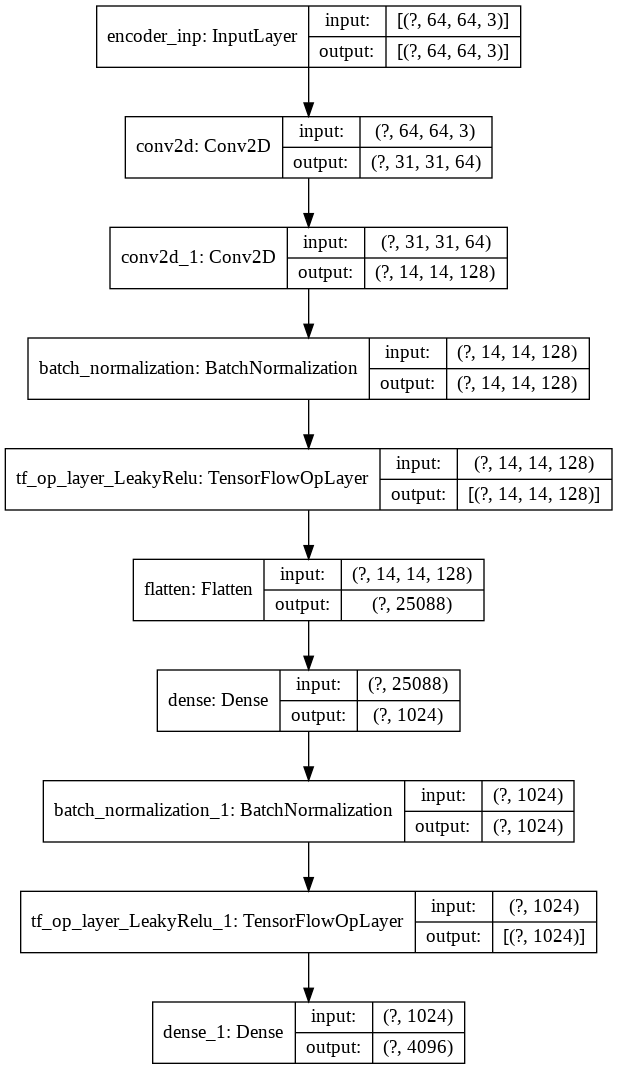 encoder_inp: InputLayer
input: [(?, 64, 64, 3)]
output: [(?, 64, 64, 3)]
conv2d: Conv2D
input: (?, 64, 64, 3)
output: (?, 31, 31, 64)
conv2d_1: Conv2D
input: (?, 31, 31, 64)
output: (?, 14, 14, 128)
batch_normalization: BatchNormalization
input: (?, 14, 14, 128)
output: (?, 14, 14, 128)
tf_op_layer_LeakyRelu: TensorFlowOpLayer
input: (?, 14, 14, 128)
output: [(?, 14, 14, 128)]
flatten: Flatten
input: (?, 14, 14, 128)
output: (?, 25088)
dense: Dense
input: (?, 25088)
output: (?, 1024)
batch_normalization_1: BatchNormalization
input: (?, 1024)
output: (?, 1024)
tf_op_layer_LeakyRelu_1: TensorFlowOpLayer
input: (?, 1024)
output: [(?, 1024)]
dense_1: Dense
input: (?, 1024)
output: (?, 4096)